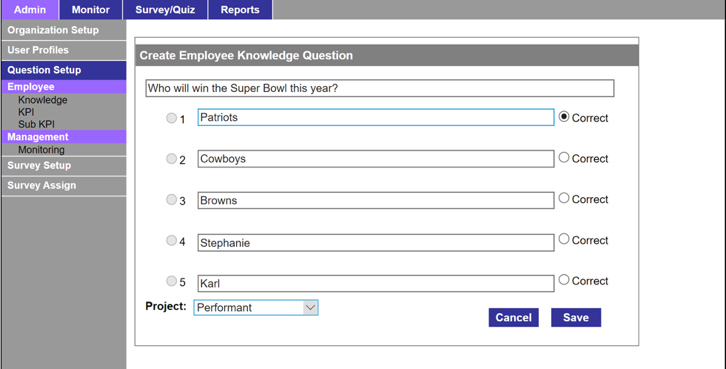 Admin Monitor Survey/Quiz Reports
Organization Setup
User Profiles
Question Setup
Employee
Knowledge
KPI
Sub KPI
Management
Monitoring
Survey Setup
Survey Assign
Create Employee Knowledge Question
Who will win the Super Bowl this year?
1 Patriots Correct
2 Cowboys Correct
3 Browns Correct
4 Stephanie Correct
5 Karl Correct
Project: Performant
Cancel Save